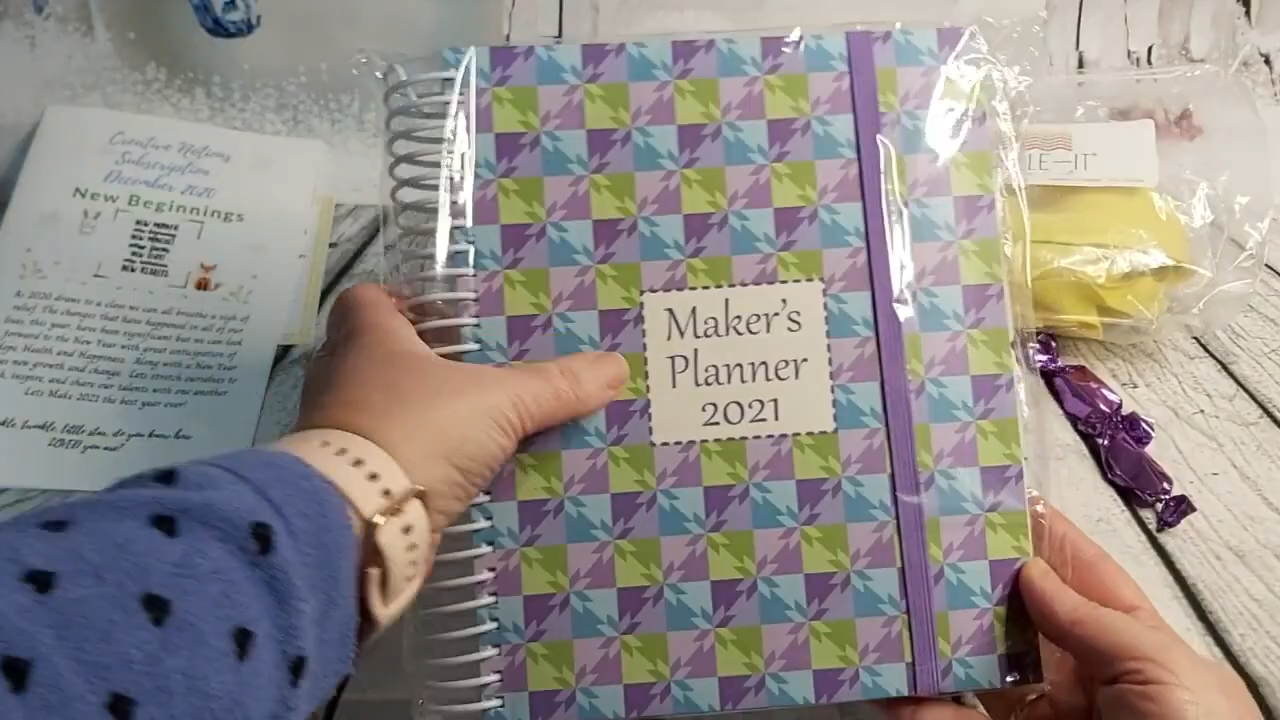 Creative Notions
Subscription
December 2020
New Beginnings
NEW RESULTS
As 2020 draws to a close we can all breathe a sigh of
relief. The changes that have happened in all of our
lives, this year, have been significant but we can look
forward to the New Year with great anticipation of
Health and Happiness. Along with a New Year
new growth and change. Lets stretch ourselves to
inspire, and share our talents with one another
Lets Make 2021 the best year ever!
twinkle, little star, do you know how
LOVED you are?
Maker's
Planner
2021
LE-IT